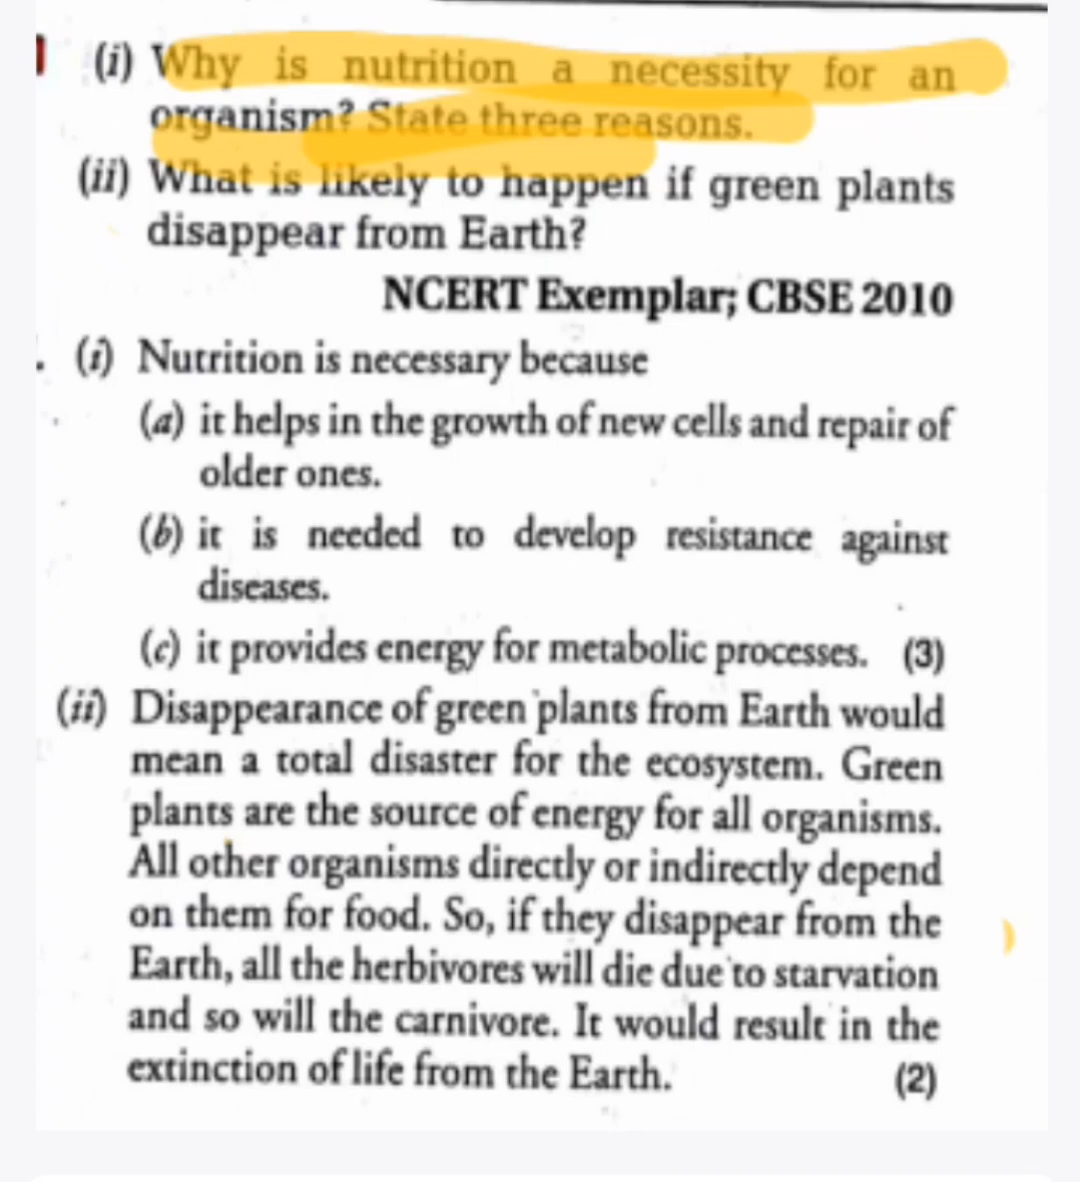 (i) Why is nutrition a necessity for an
organism? State three reasons.
(ii) What is likely to happen if green plants
disappear from Earth?
NCERT Exemplar; CBSE 2010
. (i) Nutrition is necessary because
(a) it helps in the growth of new cells and repair of
older ones.
(b) it is needed to develop resistance against
diseases.
(c) it provides energy for metabolic processes. (3)
(ii) Disappearance of green plants from Earth would
mean a total disaster for the ecosystem. Green
plants are the source of energy for all organisms.
All other organisms directly or indirectly depend
on them for food. So, if they disappear from the
Earth, all the herbivores will die due to starvation
and so will the carnivore. It would result in the
extinction of life from the Earth. (2)